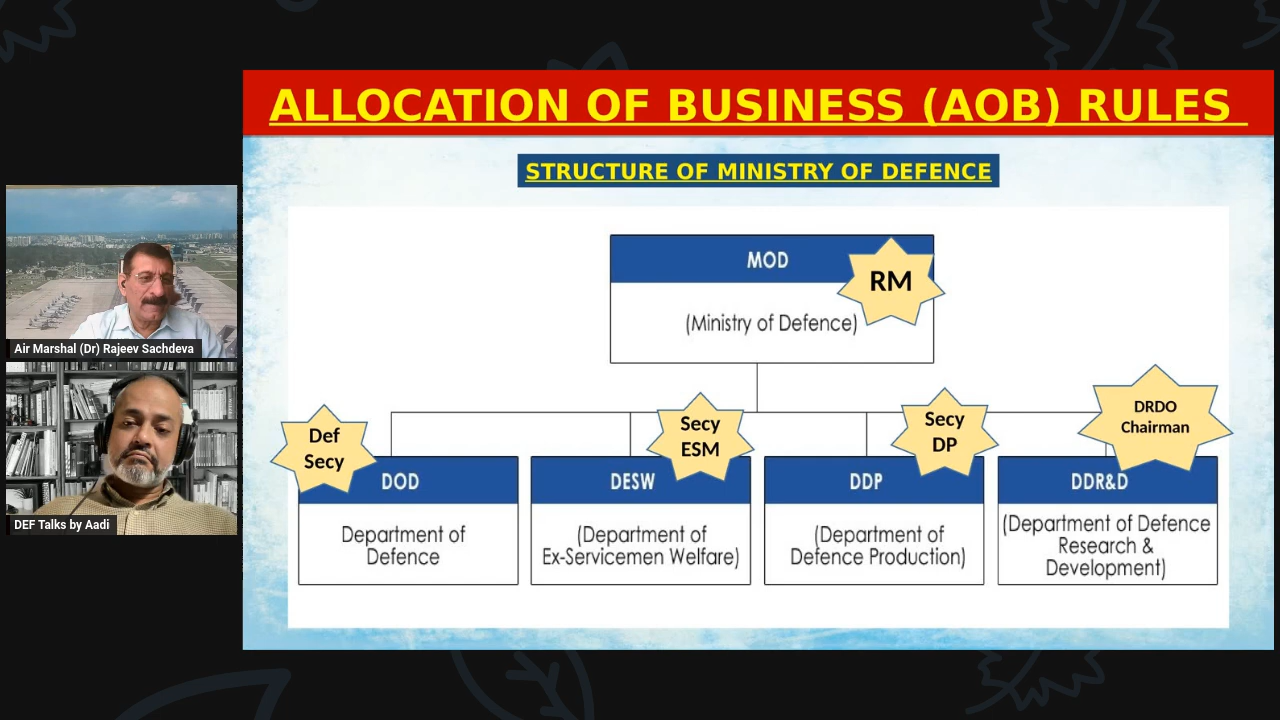 ALLOCATION OF BUSINESS (AOB) RULES
STRUCTURE OF MINISTRY OF DEFENCE
MOD
RM
(Ministry of Defence)
Def
Secy
DOD
Department of
Defence
Secy
ESM
DESW
(Department of
Ex-Servicemen Welfare)
Secy
DP
DDP
(Department of
Defence Production)
DRDO
Chairman
DDR&D
(Department of Defence
Research &
Development)
Air Marshal (Dr) Rajeev Sachdeva
DEF Talks by Aadi